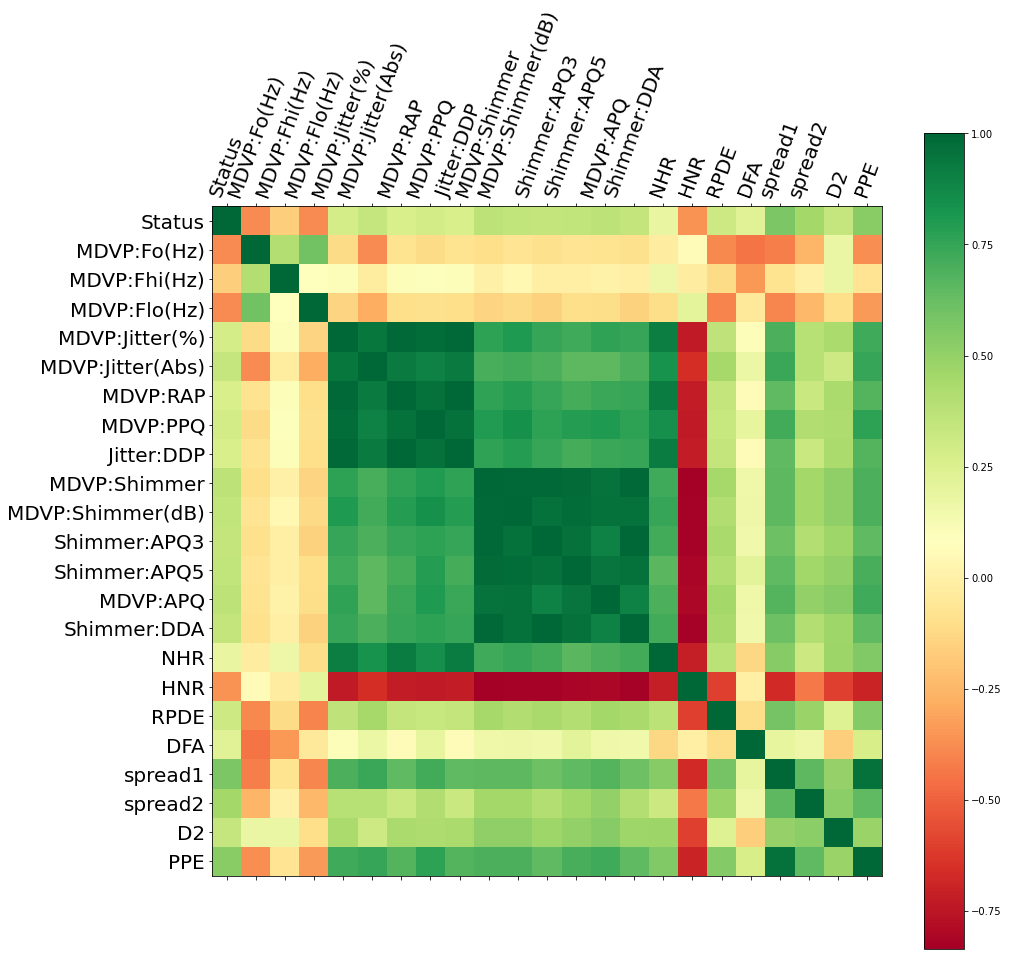 Status
MDVP:Fo(Hz)
MDVP:Fhi(Hz)
MDVP:Flo(Hz)
MDVP:Jitter(%)
MDVP:Jitter(Abs)
MDVP:RAP
MDVP:PPQ
Jitter:DDP
MDVP:Shimmer
MDVP:Shimmer(dB)
Shimmer:APQ3
Shimmer:APQ5
MDVP:APQ
Shimmer:DDA
NHR
HNR
RPDE
DFA
spread1
spread2
D2
PPE
Status
MDVP:Fo(Hz)
MDVP:Fhi(Hz)
MDVP:Flo(Hz)
MDVP:Jitter(%)
MDVP:Jitter(Abs)
MDVP:RAP
MDVP:PPQ
Jitter:DDP
MDVP:Shimmer
MDVP:Shimmer(dB)
Shimmer:APQ3
Shimmer:APQ5
MDVP:APQ
Shimmer:DDA
NHR
HNR
RPDE
DFA
spread1
spread2
D2
PPE
1.00
0.75
0.50
0.25
0.00
−0.25
−0.50
−0.75